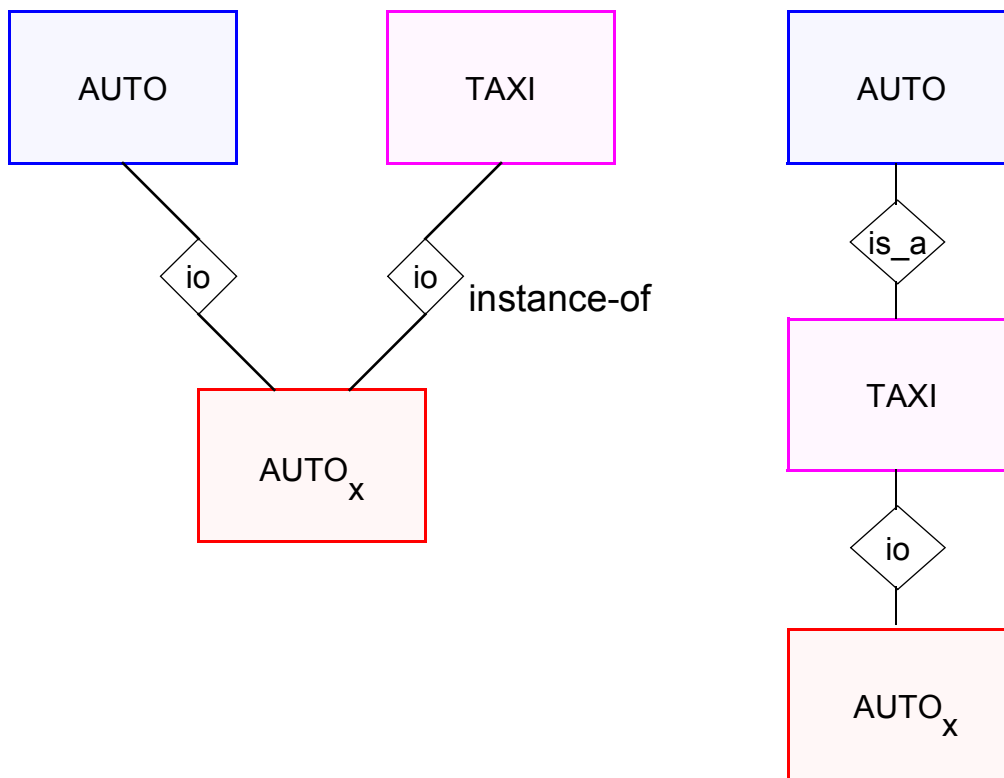 AUTO
TAXI
io
io
instance-of
AUTOx
AUTO
is_a
TAXI
io
AUTOx